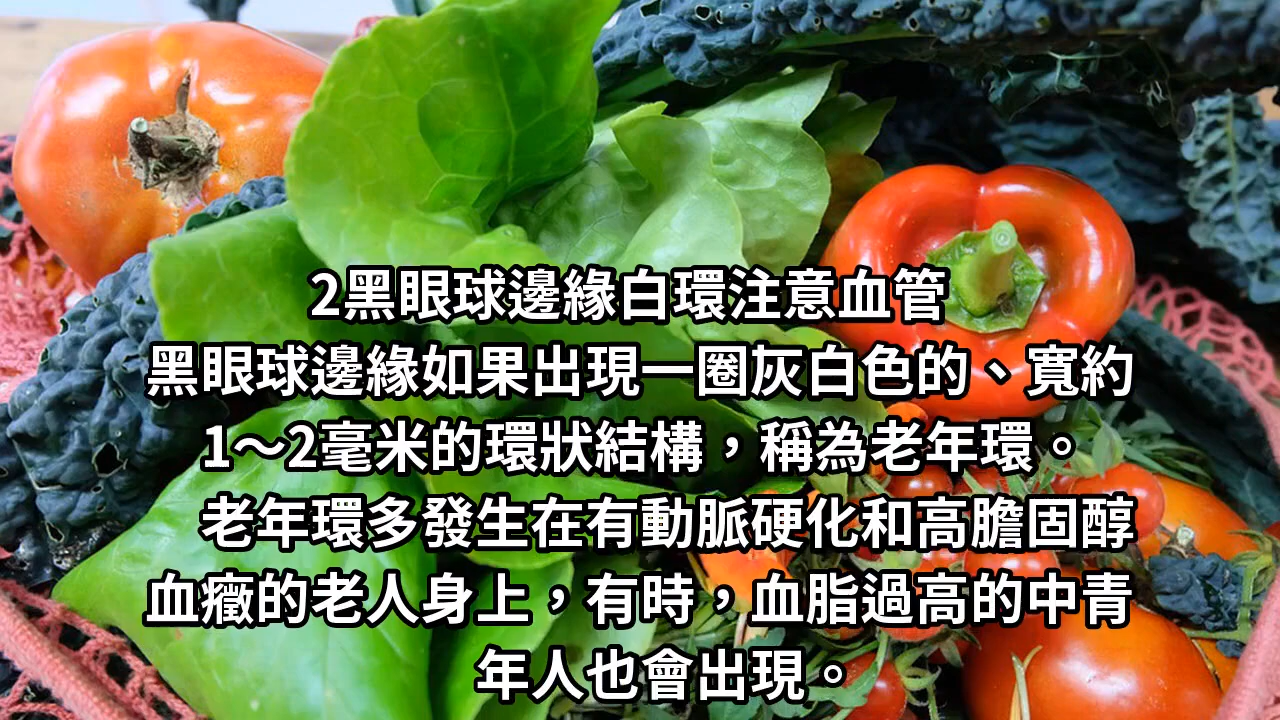 2黑眼球邊緣白環注意血管
黑眼球邊緣如果出現一圈灰白色的、寬約
1～2毫米的環狀結構，稱為老年環。
老年環多發生在有動脈硬化和高膽固醇
血癥的老人身上，有時，血脂過高的中青
年人也會出現。